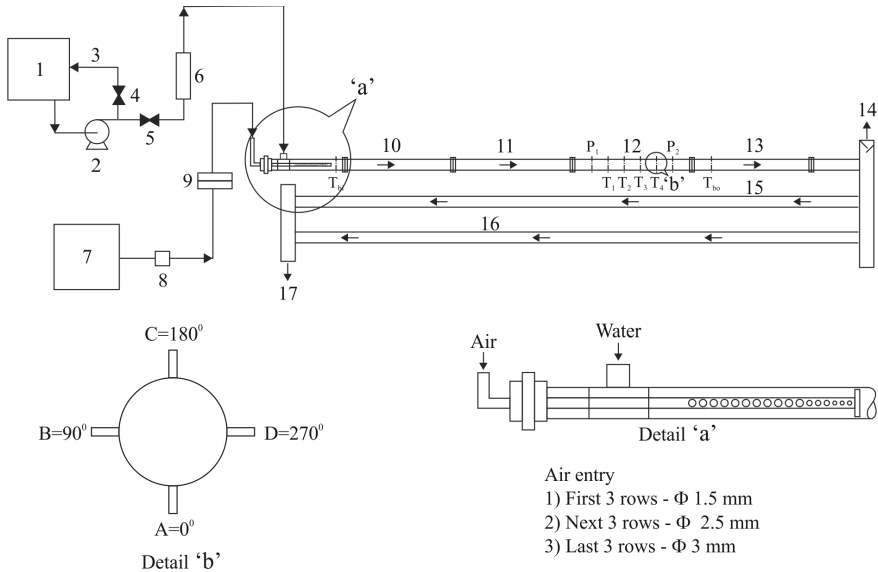 1
2
3
4
5
6
7
8
9
'a'
10
11
P₁
12
P₂
13
14
T_bi
T₁
T₂
T₃
T₄
'b'
T_bo
15
16
17
C=180⁰
B=90⁰
D=270⁰
A=0⁰
Detail 'b'
Air
Water
Detail 'a'
Air entry
1) First 3 rows - Φ 1.5 mm
2) Next 3 rows - Φ 2.5 mm
3) Last 3 rows - Φ 3 mm